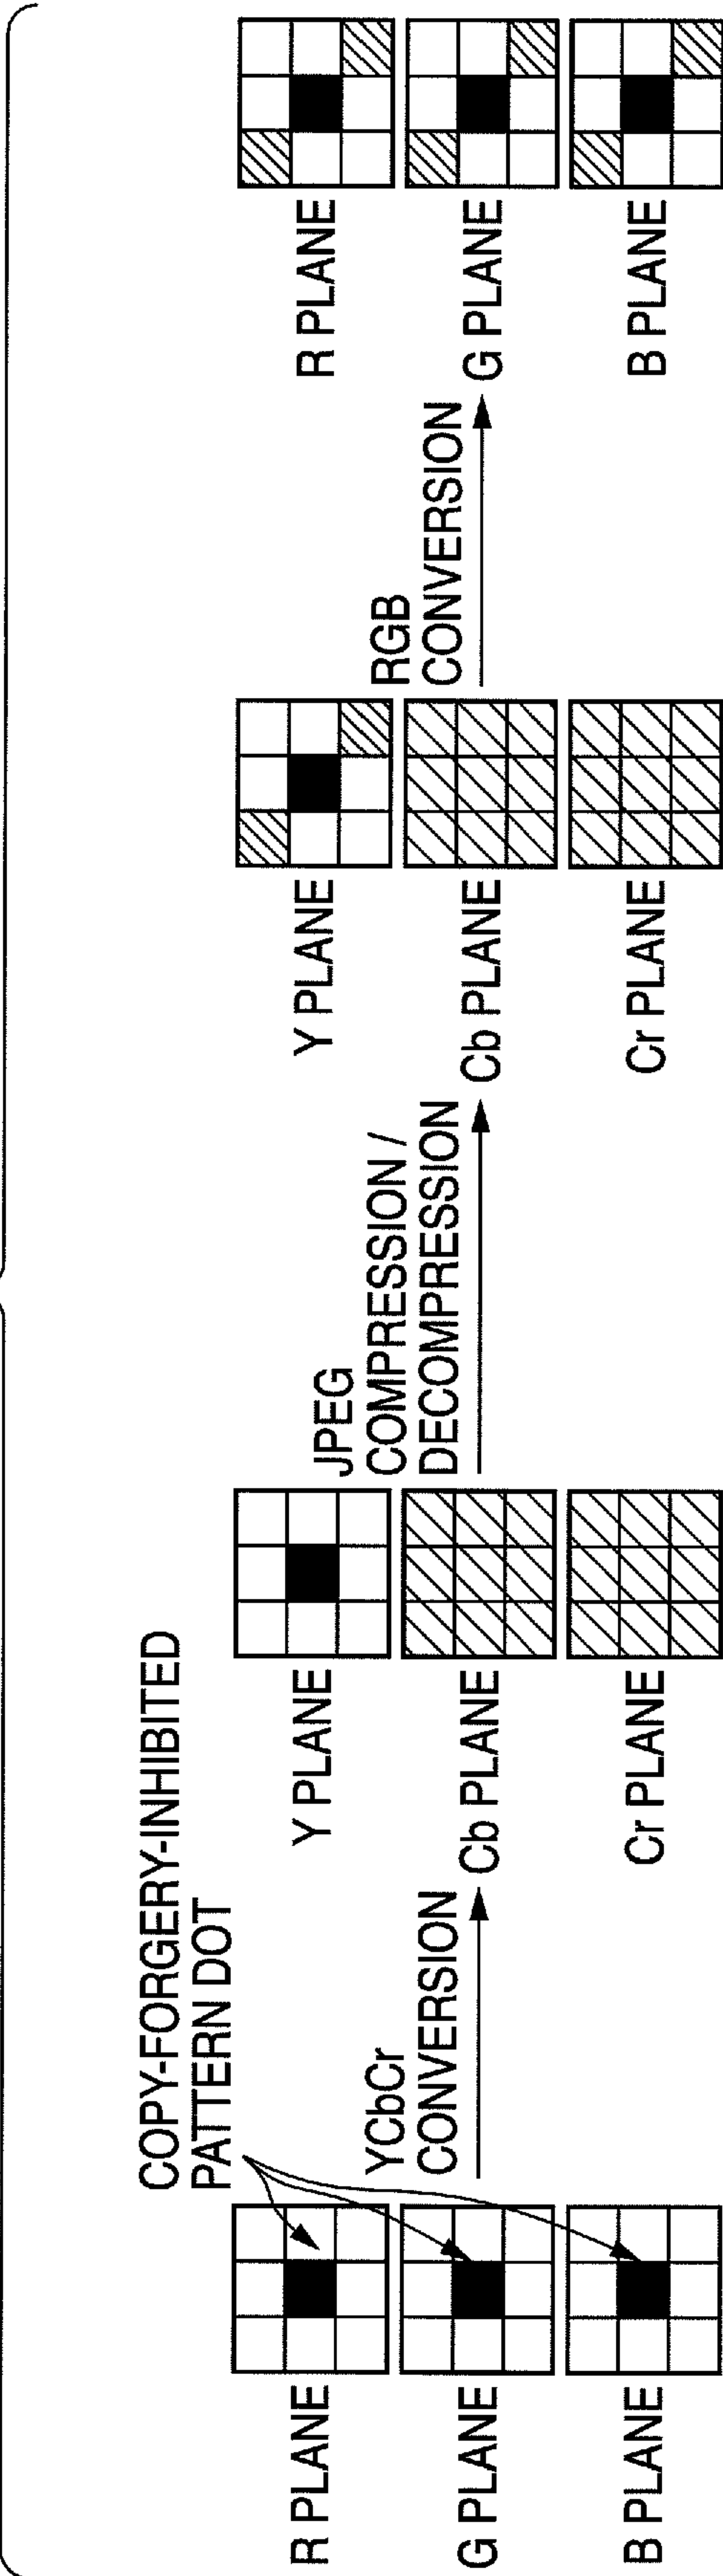 COPY-FORGERY-INHIBITED
PATTERN DOT
R PLANE
G PLANE
B PLANE
YCbCr
CONVERSION
Y PLANE
Cb PLANE
Cr PLANE
JPEG
COMPRESSION /
DECOMPRESSION
Y PLANE
Cb PLANE
Cr PLANE
RGB
CONVERSION
R PLANE
G PLANE
B PLANE